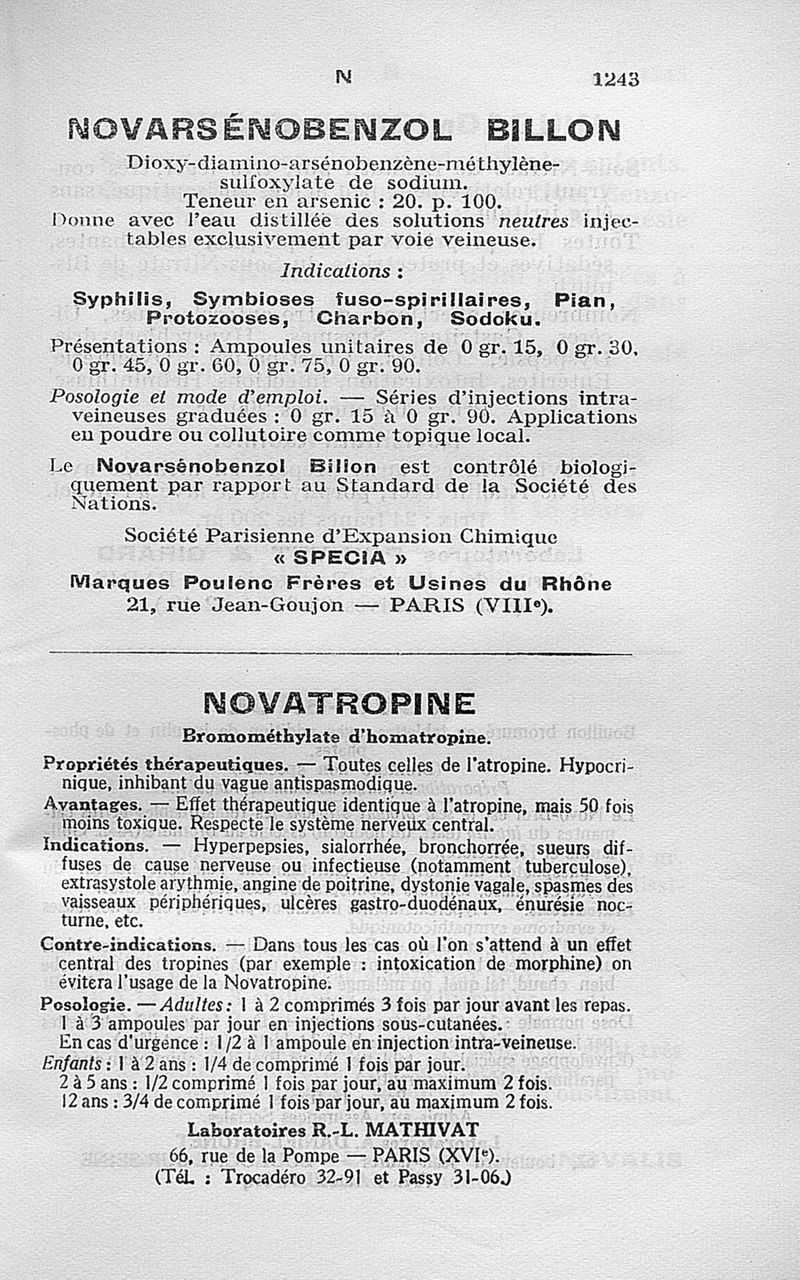 N 1243
NOVARSÉNOBENZOL BILLON
Dioxy-diamino-arsénobenzène-méthylène-
sulfoxylate de sodium.
Teneur en arsenic : 20. p. 100.
Donne avec l'eau distillée des solutions neutres injec-
tables exclusivement par voie veineuse.
Indications :
Syphilis, Symbioses fuso-spirillaires, Pian,
Protozooses, Charbon, Sodoku.
Présentations : Ampoules unitaires de 0 gr. 15, 0 gr. 30,
0 gr. 45, 0 gr. 60, 0 gr. 75, 0 gr. 90.
Posologie et mode d'emploi. — Séries d'injections intra-
veineuses graduées : 0 gr. 15 à 0 gr. 90. Applications
en poudre ou collutoire comme topique local.
Le Novarsénobenzol Billon est contrôlé biologi-
quement par rapport au Standard de la Société des
Nations.
Société Parisienne d'Expansion Chimique
« SPECIA »
Marques Poulenc Frères et Usines du Rhône
21, rue Jean-Goujon — PARIS (VIIIe).
NOVATROPINE
Bromométhylate d'homatropine.
Propriétés thérapeutiques. — Toutes celles de l'atropine. Hypocri-
nique, inhibant du vague antispasmodique.
Avantages. — Effet thérapeutique identique à l'atropine, mais 50 fois
moins toxique. Respecte le système nerveux central.
Indications. — Hyperpepsies, sialorrhée, bronchorrée, sueurs dif-
fuses de cause nerveuse ou infectieuse (notamment tuberculose),
extrasystole arythmie, angine de poitrine, dystonie vagale, spasmes des
vaisseaux périphériques, ulcères gastro-duodénaux, énurésie noc-
turne, etc.
Contre-indications. — Dans tous les cas où l'on s'attend à un effet
central des tropines (par exemple : intoxication de morphine) on
évitera l'usage de la Novatropine.
Posologie. — Adultes : 1 à 2 comprimés 3 fois par jour avant les repas.
1 à 3 ampoules par jour en injections sous-cutanées.
En cas d'urgence : 1/2 à 1 ampoule en injection intra-veineuse.
Enfants : 1 à 2 ans : 1/4 de comprimé 1 fois par jour.
2 à 5 ans : 1/2 comprimé 1 fois par jour, au maximum 2 fois.
12 ans : 3/4 de comprimé 1 fois par jour, au maximum 2 fois.
Laboratoires R.-L. MATHIVAT
66, rue de la Pompe — PARIS (XVIe).
(Tél. : Trocadéro 32-91 et Passy 31-06.)